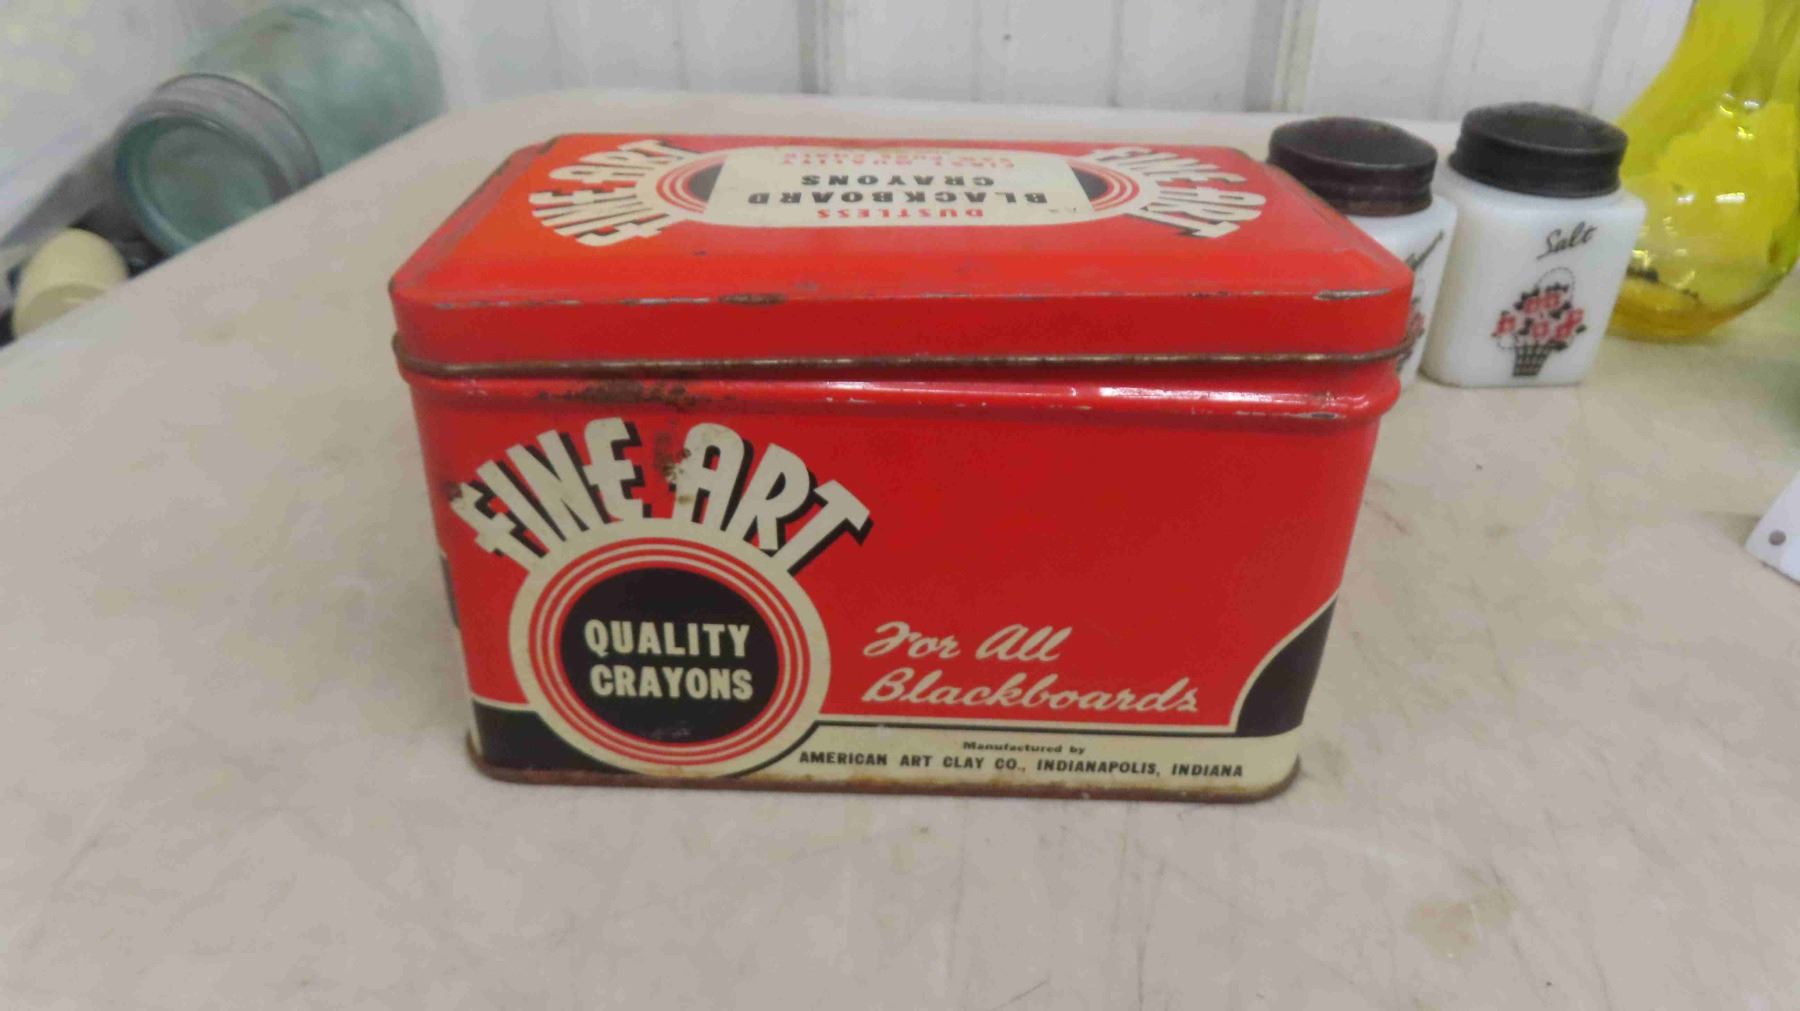 FINE ART
DUSTLESS
BLACKBOARD
CRAYONS
FINE ART
FINE ART
QUALITY
CRAYONS
For All
Blackboards
Manufactured by
AMERICAN ART CLAY CO., INDIANAPOLIS, INDIANA
Salt